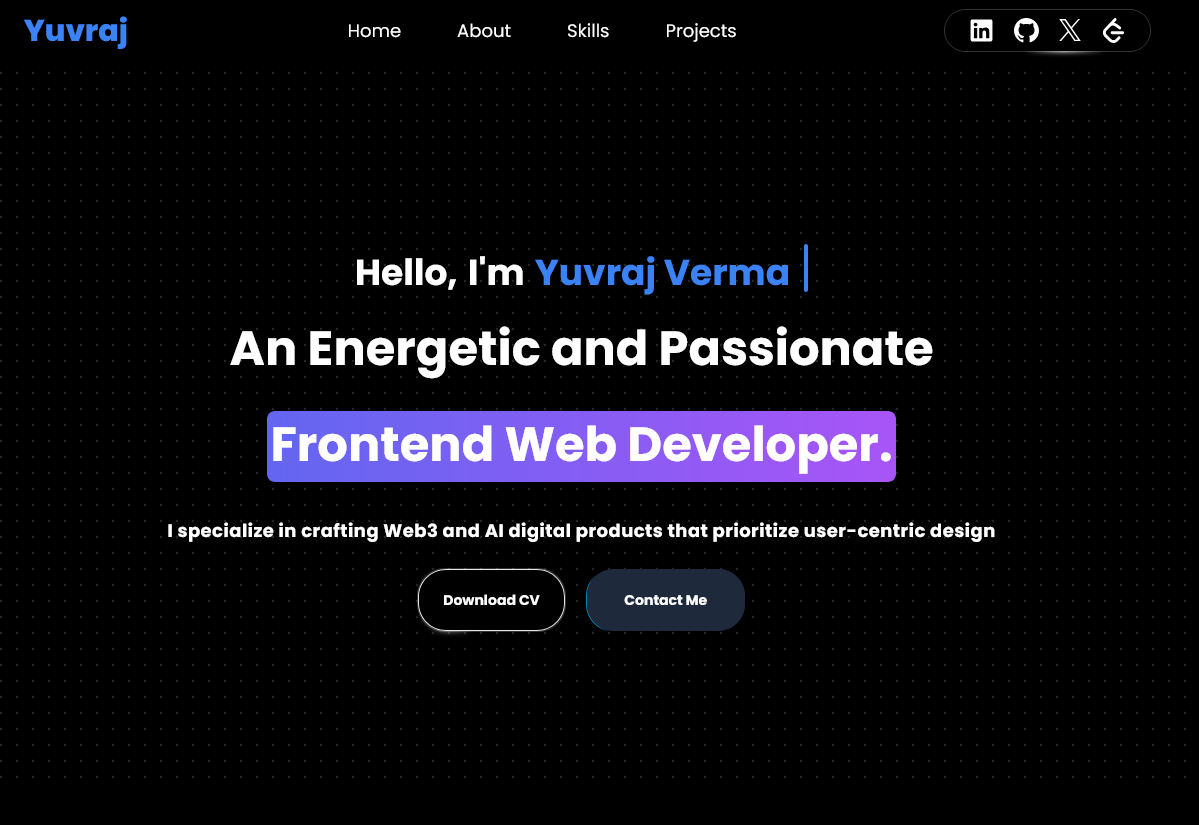 Yuvraj
Home About Skills Projects
Hello, I'm Yuvraj Verma
An Energetic and Passionate
Frontend Web Developer.
I specialize in crafting Web3 and AI digital products that prioritize user-centric design
Download CV
Contact Me